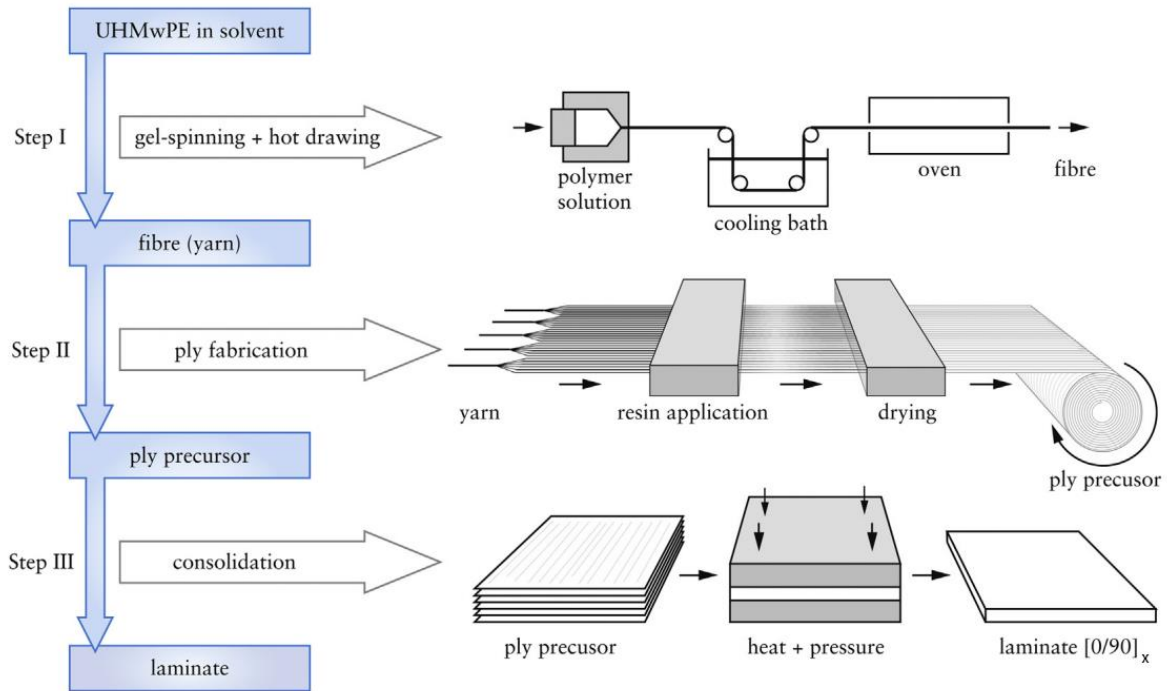 UHMwPE in solvent
Step I
gel-spinning + hot drawing
polymer
solution
cooling bath
oven
fibre
fibre (yarn)
Step II
ply fabrication
yarn
resin application
drying
ply precusor
ply precursor
Step III
consolidation
ply precusor
heat + pressure
laminate [0/90]x
laminate